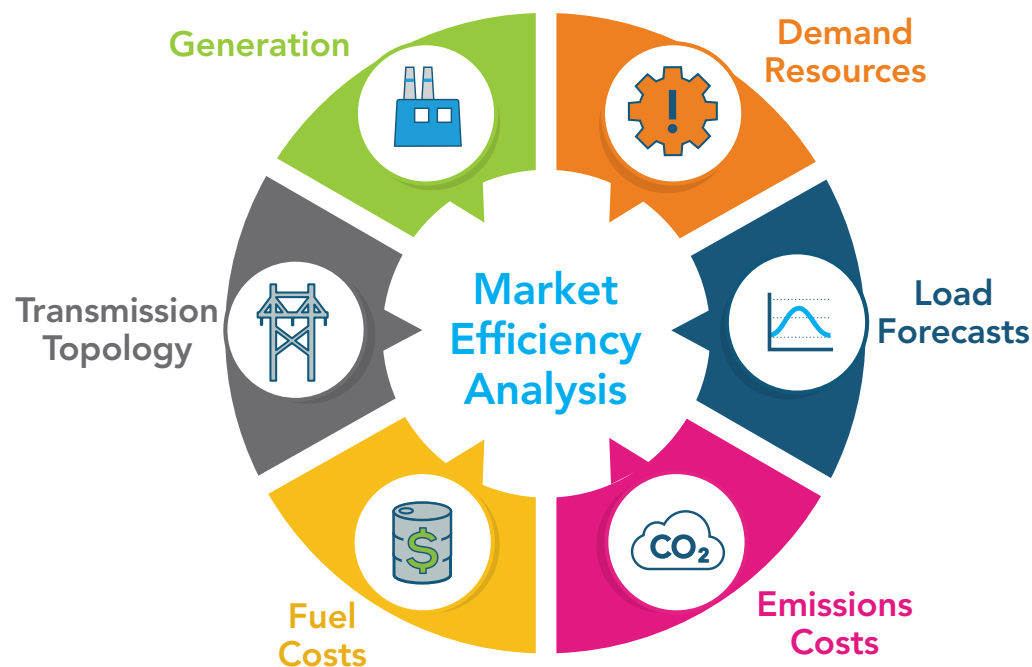 Generation
Demand
Resources
Transmission
Topology
Market
Efficiency
Analysis
Load
Forecasts
$
CO₂
Fuel
Costs
Emissions
Costs
!